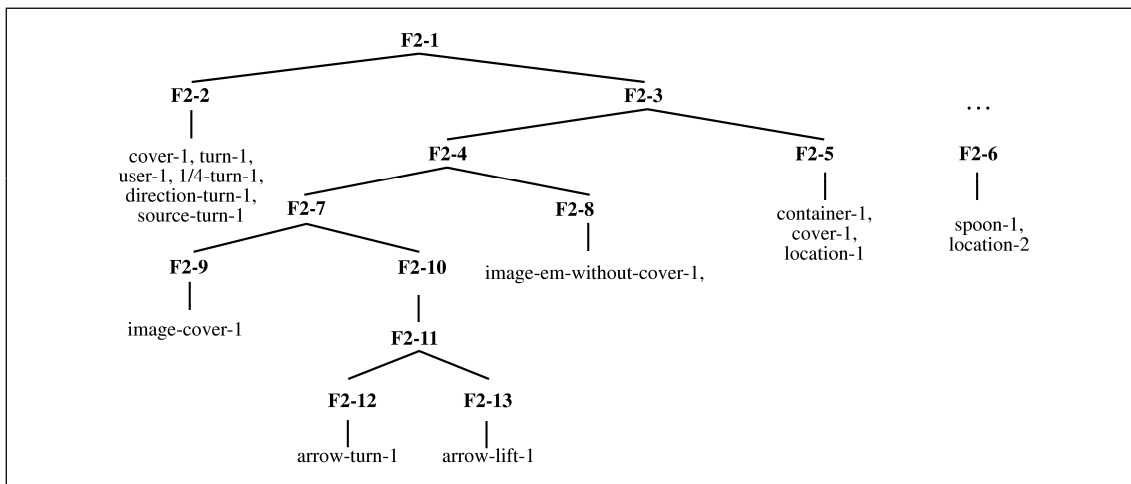 F2-1
F2-2
F2-3
...
cover-1, turn-1,
user-1, 1/4-turn-1,
direction-turn-1,
source-turn-1
F2-4
F2-5
F2-6
F2-7
F2-8
container-1,
cover-1,
location-1
spoon-1,
location-2
F2-9
F2-10
image-em-without-cover-1,
image-cover-1
F2-11
F2-12
F2-13
arrow-turn-1
arrow-lift-1